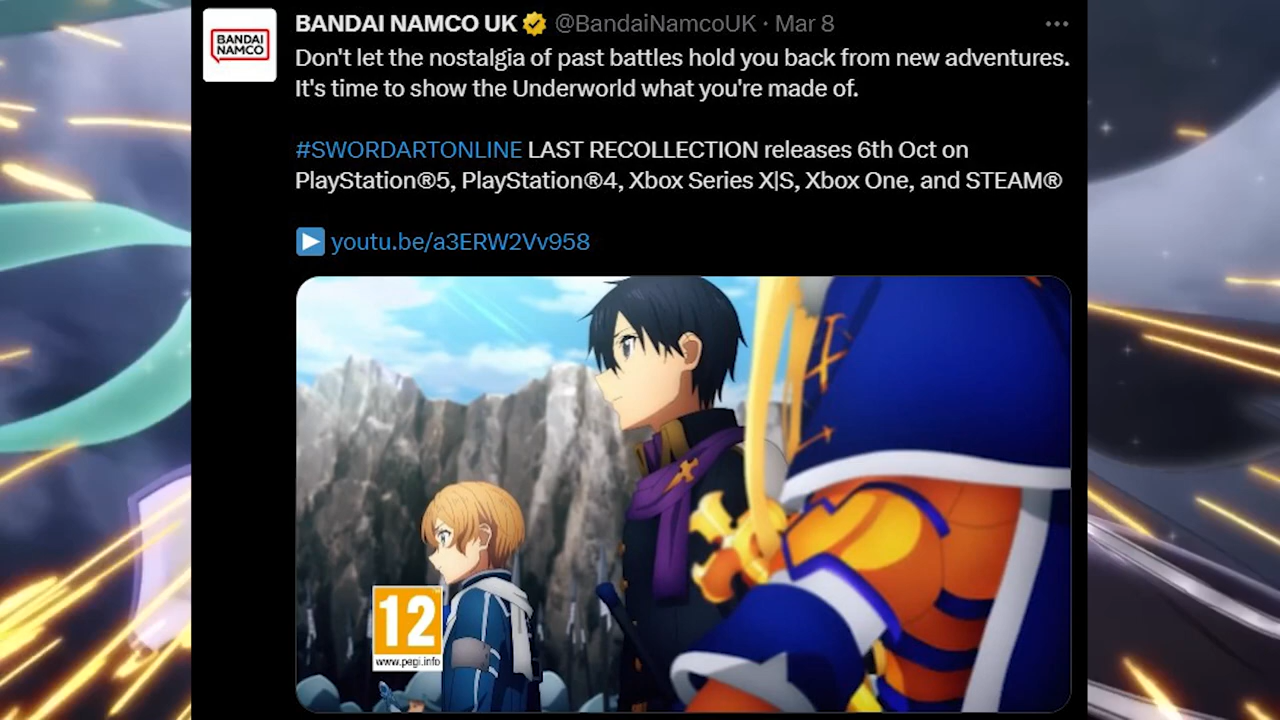 BANDAI NAMCO
BANDAI NAMCO UK @BandaiNamcoUK · Mar 8
Don't let the nostalgia of past battles hold you back from new adventures.
It's time to show the Underworld what you're made of.
#SWORDARTONLINE LAST RECOLLECTION releases 6th Oct on
PlayStation®5, PlayStation®4, Xbox Series X|S, Xbox One, and STEAM®
youtu.be/a3ERW2Vv958
12
www.pegi.info